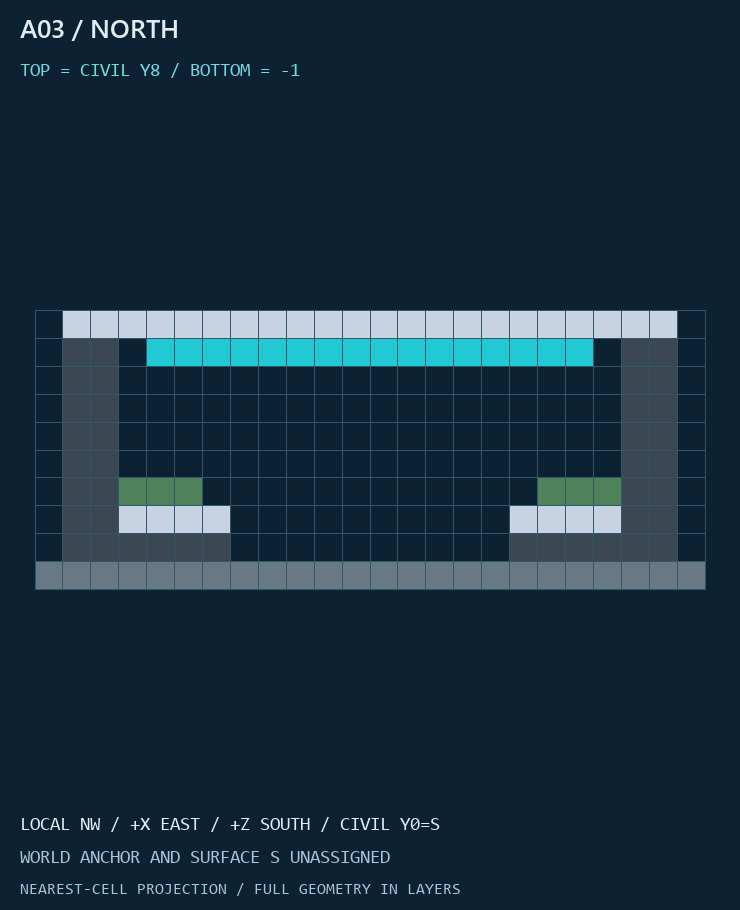 A03 / NORTH
TOP = CIVIL Y8 / BOTTOM = -1
LOCAL NW / +X EAST / +Z SOUTH / CIVIL Y0=S
WORLD ANCHOR AND SURFACE S UNASSIGNED
NEAREST-CELL PROJECTION / FULL GEOMETRY IN LAYERS